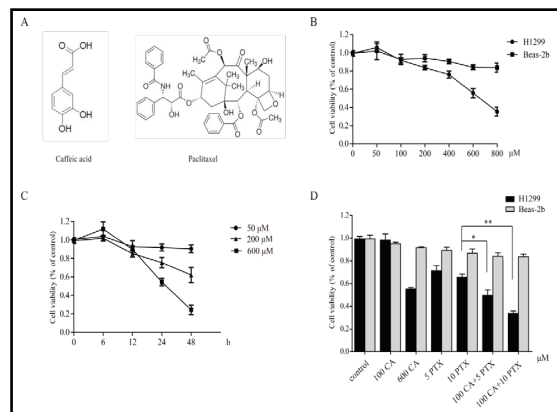 A
OH
O
HO
OH
Caffeic acid
Paclitaxel
B
H1299
Beas-2b
Cell viability (% of control)
1.2
1.0
0.8
0.6
0.4
0.2
0.0
0 50 100 200 400 600 800 μM
C
50 μM
200 μM
600 μM
Cell viability (% of control)
1.2
1.0
0.8
0.6
0.4
0.2
0.0
0 6 12 24 48 h
D
H1299
Beas-2b
Cell viability (% of control)
1.2
1.0
0.8
0.6
0.4
0.2
0.0
*
**
control
100 CA
600 CA
5 PTX
10 PTX
100 CA+5 PTX
100 CA+10 PTX
μM